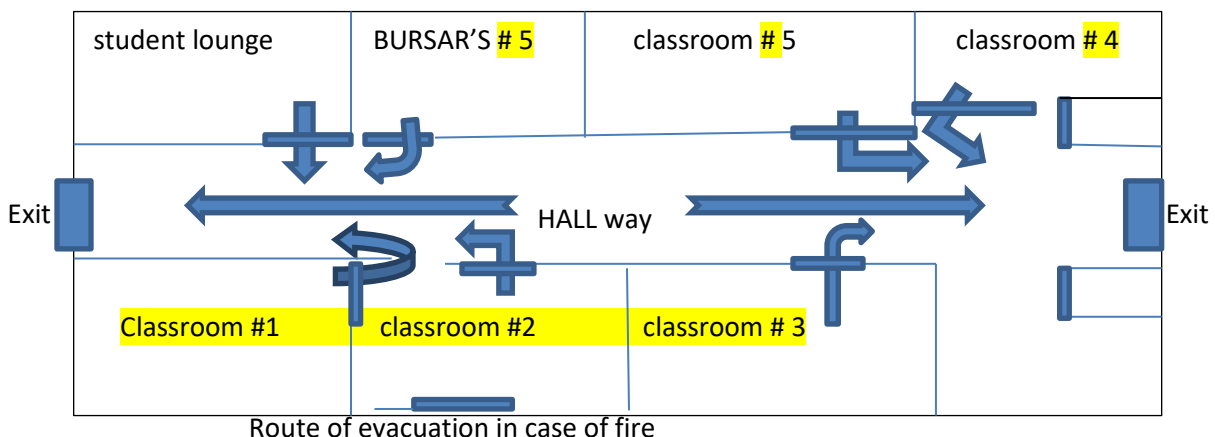 student lounge
BURSAR'S # 5
classroom # 5
classroom # 4
Exit
HALL way
Exit
Classroom #1
classroom #2
classroom # 3
Route of evacuation in case of fire